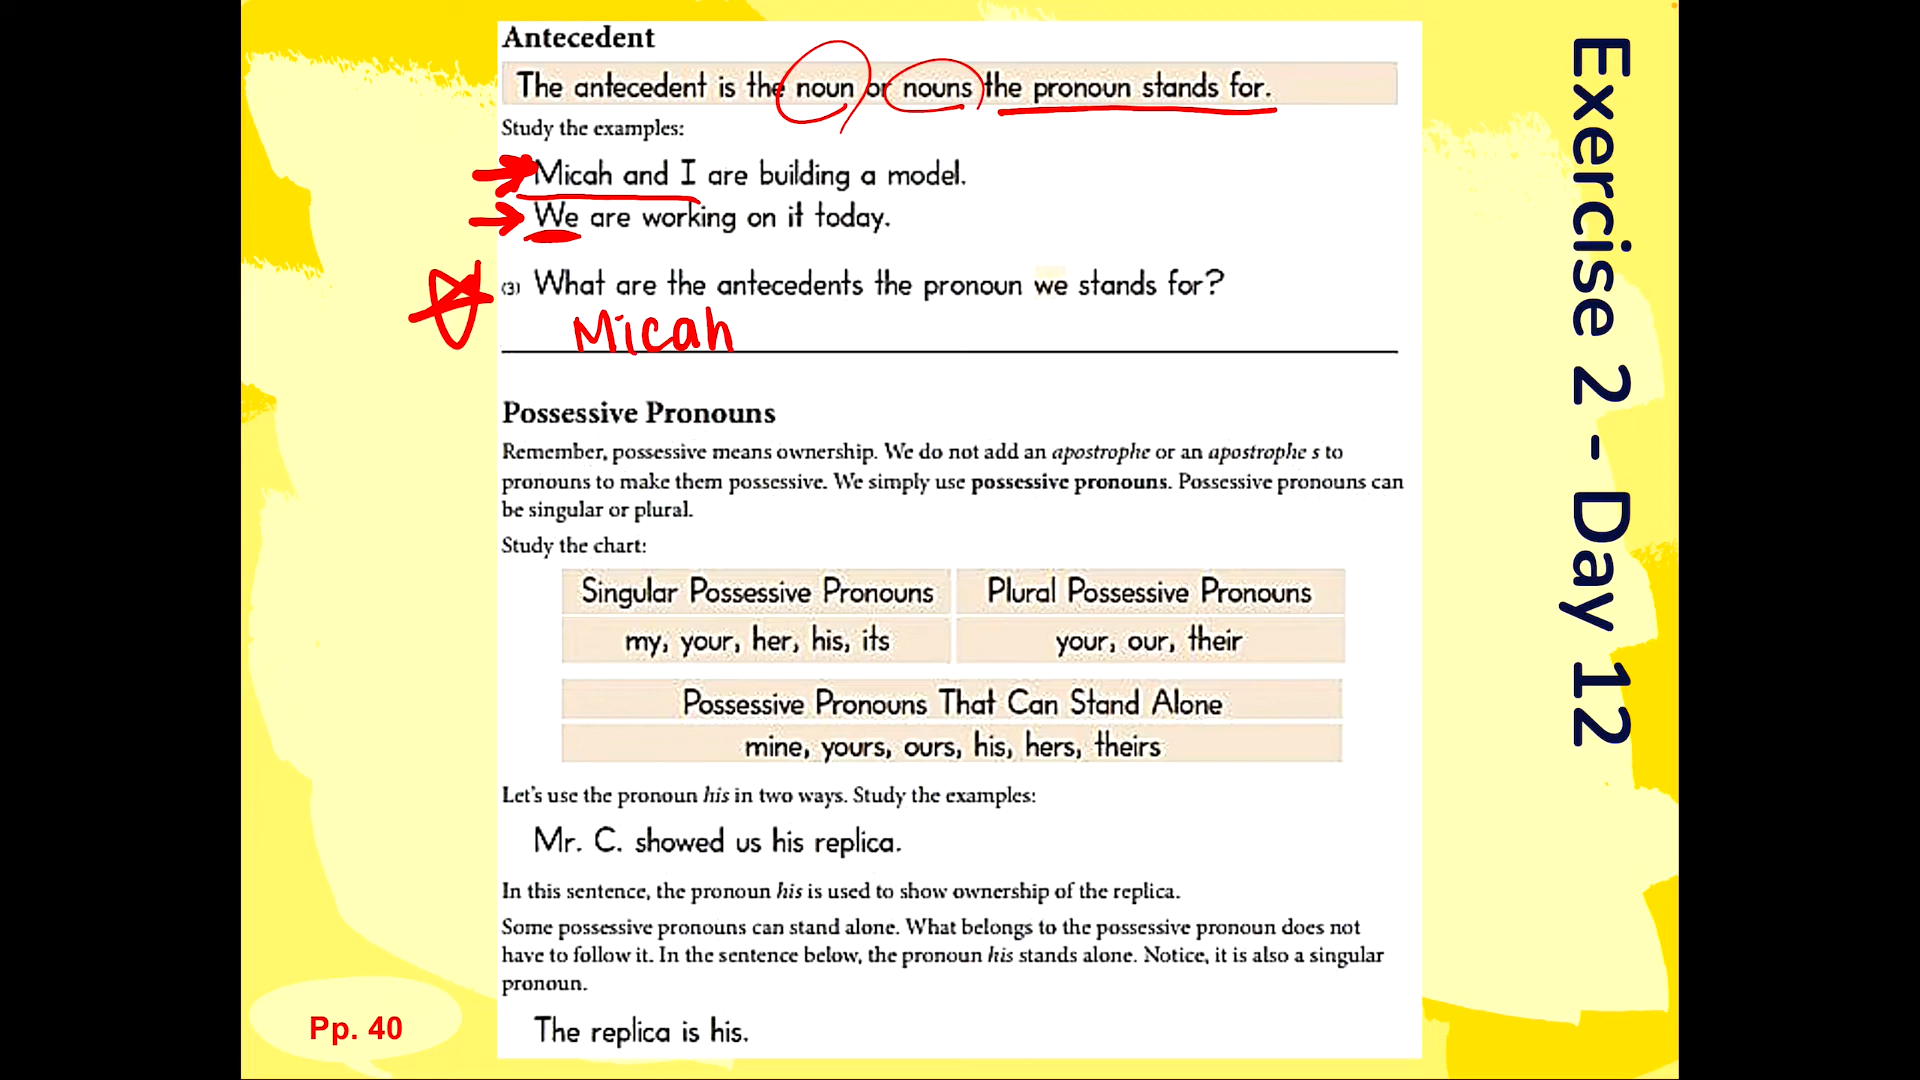 Antecedent
The antecedent is the noun or nouns the pronoun stands for.
Study the examples:
Micah and I are building a model.
We are working on it today.
(3) What are the antecedents the pronoun we stands for?
Micah
Possessive Pronouns
Remember, possessive means ownership. We do not add an apostrophe or an apostrophe s to
pronouns to make them possessive. We simply use possessive pronouns. Possessive pronouns can
be singular or plural.
Study the chart:
Singular Possessive Pronouns
Plural Possessive Pronouns
my, your, her, his, its
your, our, their
Possessive Pronouns That Can Stand Alone
mine, yours, ours, his, hers, theirs
Let's use the pronoun his in two ways. Study the examples:
Mr. C. showed us his replica.
In this sentence, the pronoun his is used to show ownership of the replica.
Some possessive pronouns can stand alone. What belongs to the possessive pronoun does not
have to follow it. In the sentence below, the pronoun his stands alone. Notice, it is also a singular
pronoun.
The replica is his.
Pp. 40
Exercise 2 - Day 12